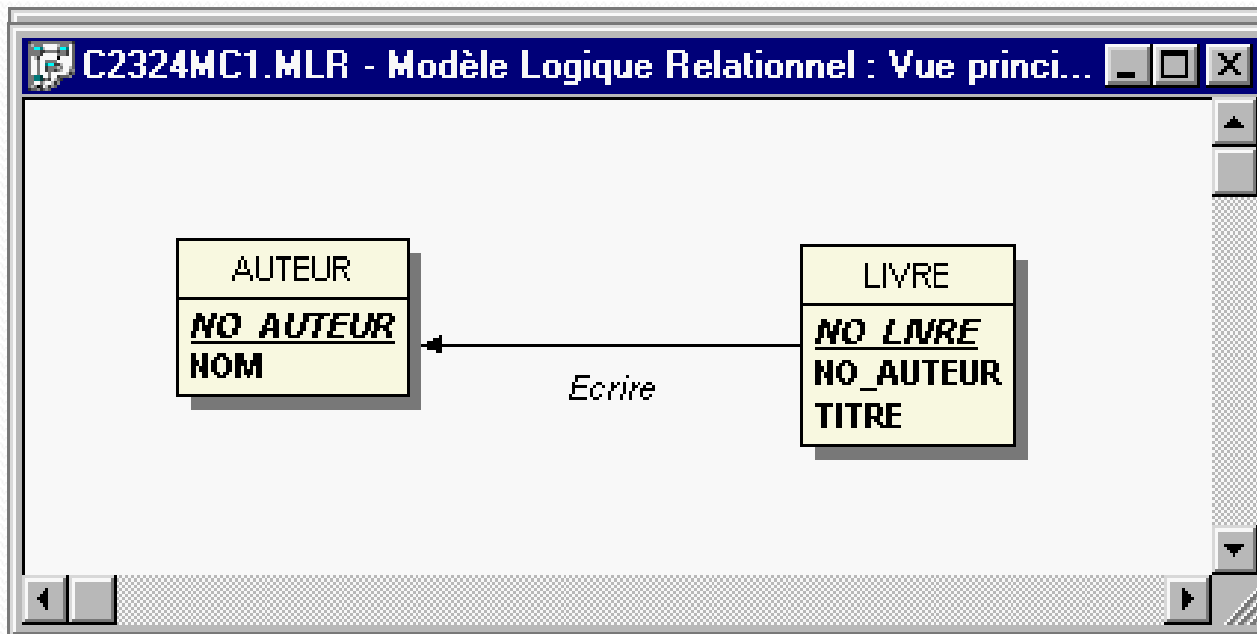 C2324MC1.MLR - Modèle Logique Relationnel : Vue princi...
AUTEUR
NO_AUTEUR
NOM
Ecrire
LIVRE
NO_LIVRE
NO_AUTEUR
TITRE